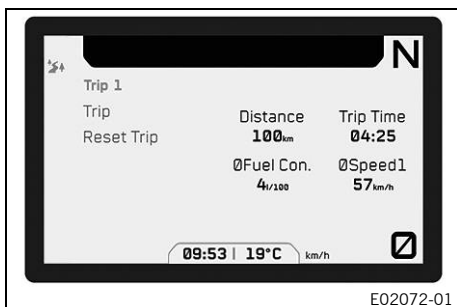 N
Trip 1
Trip
Reset Trip
Distance
100km
Trip Time
04:25
ØFuel Con.
4l/100
ØSpeed1
57km/h
09:53 | 19°C km/h
0
E02072-01